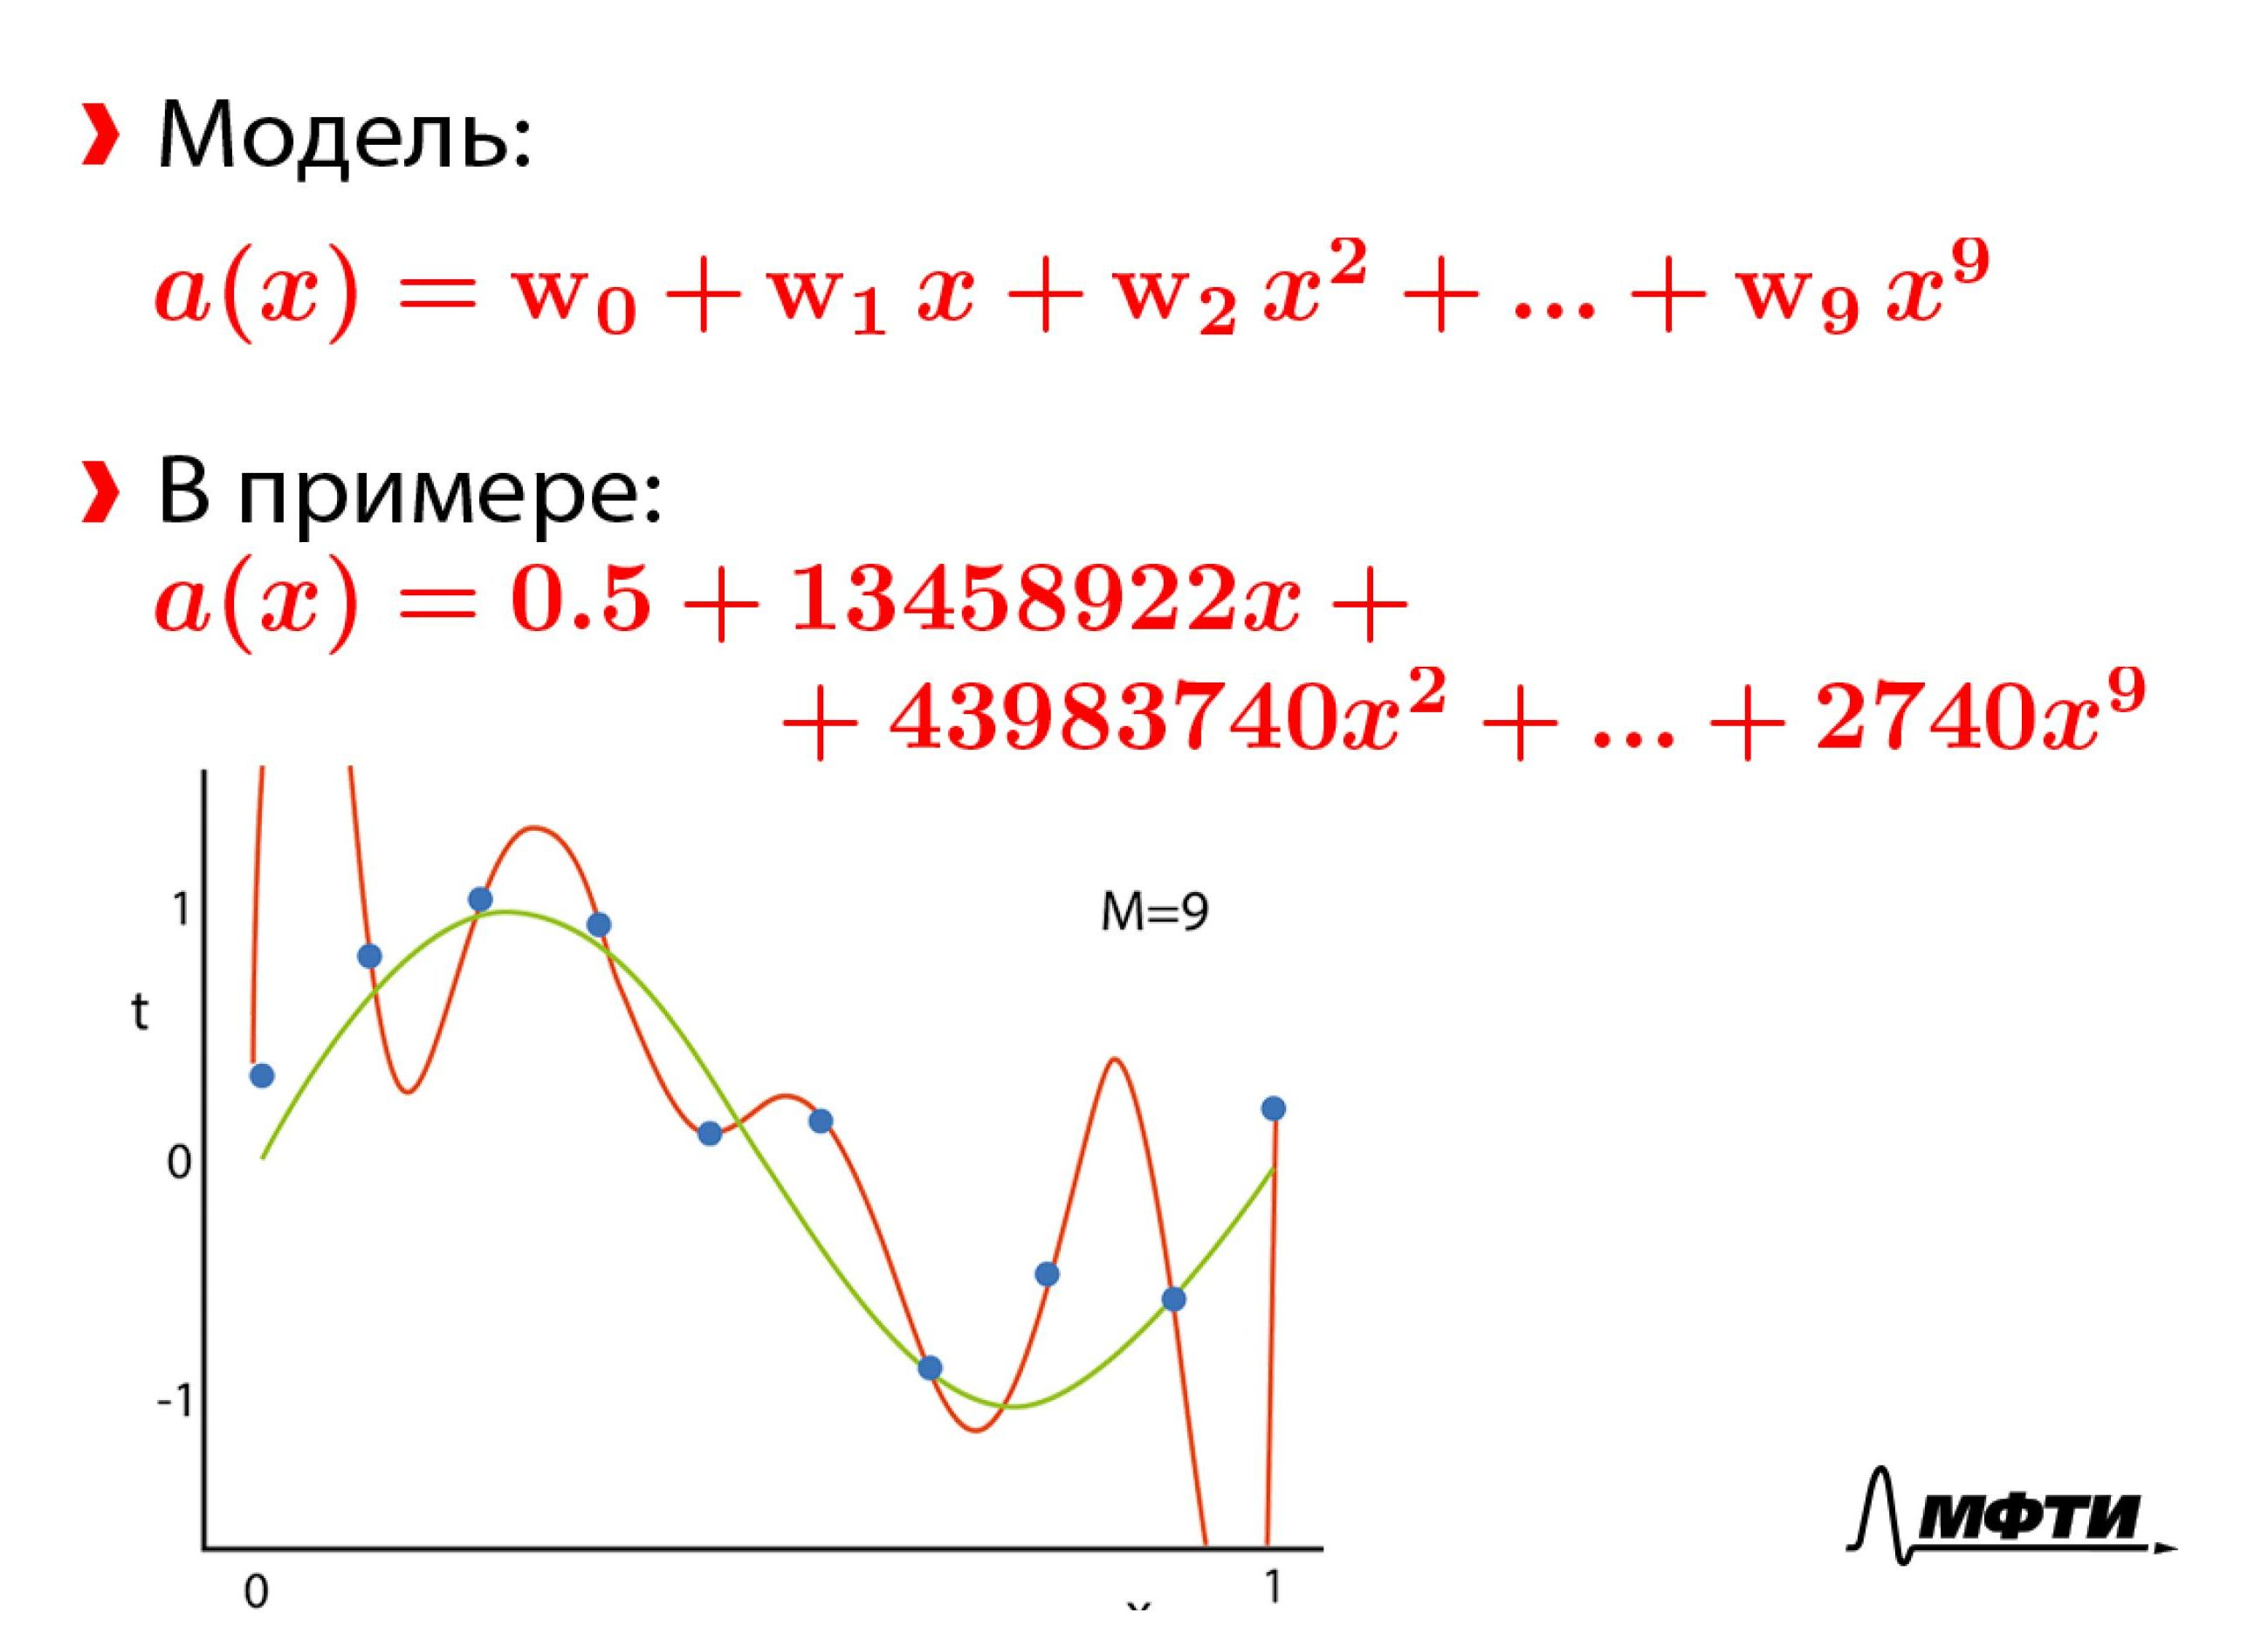 Модель:
a(x) = w₀ + w₁ x + w₂ x² + ... + w₉ x⁹
В примере:
a(x) = 0.5 + 13458922x +
+ 43983740x² + ... + 2740x⁹
1
M=9
t
0
-1
0
1
x
МФТИ